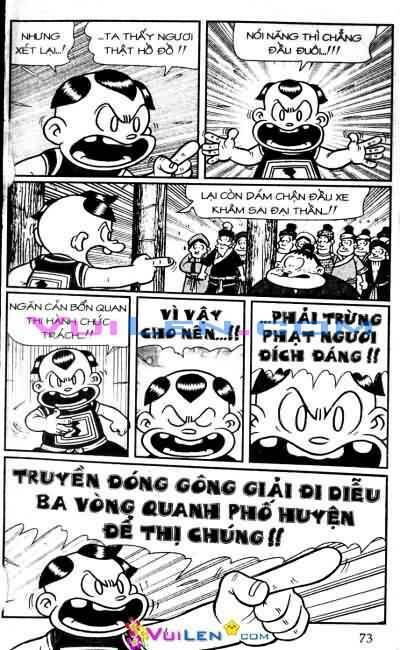 NHƯNG
XÉT LẠI...!
...TA THẤY NGƯƠI
THẬT HỒ ĐỒ !!
NÓI NĂNG THÌ CHẲNG
ĐẦU ĐUÔI...!!!
LẠI CÒN DÁM CHẬN ĐẦU XE
KHÂM SAI ĐẠI THẦN..!!
NGĂN CẢN BỔN QUAN
THI HÀNH CHỨC
TRÁCH...!!
VÌ VẬY
CHO NÊN...!!
...PHẢI TRỪNG
PHẠT NGƯƠI
ĐÍCH ĐÁNG !!
VUILEN.COM
TRUYỀN ĐÓNG GÔNG GIẢI ĐI DIỄU
BA VÒNG QUANH PHỐ HUYỆN
ĐỂ THỊ CHÚNG !!
VUILEN.COM
73